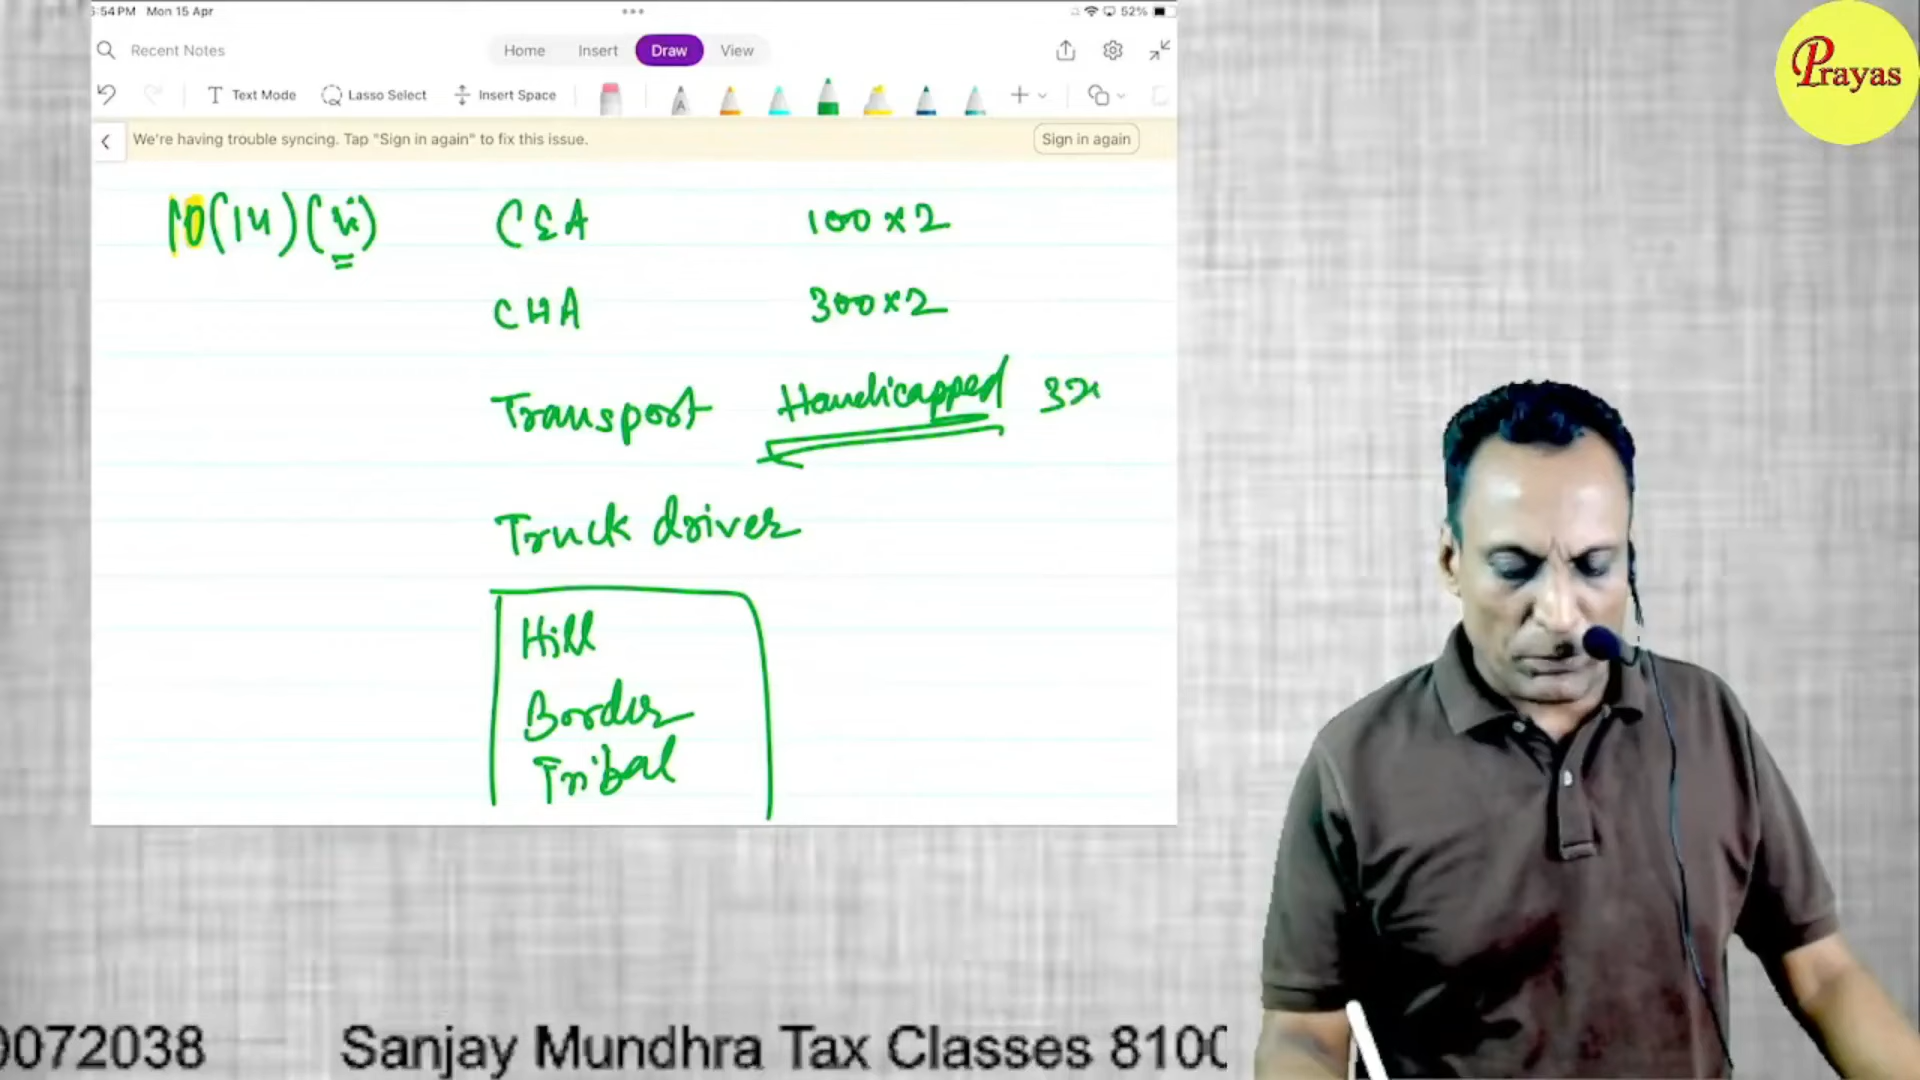 :54 PM Mon 15 Apr
52%
Prayas
Recent Notes
Home Insert Draw View
Text Mode Lasso Select Insert Space
We're having trouble syncing. Tap "Sign in again" to fix this issue.
Sign in again
10(14)( )
CEA 100×2
CHA 300×2
Transport Handicapped
Truck driver
Hill
Border
Tribal
0072038 Sanjay Mundhra Tax Classes 8100